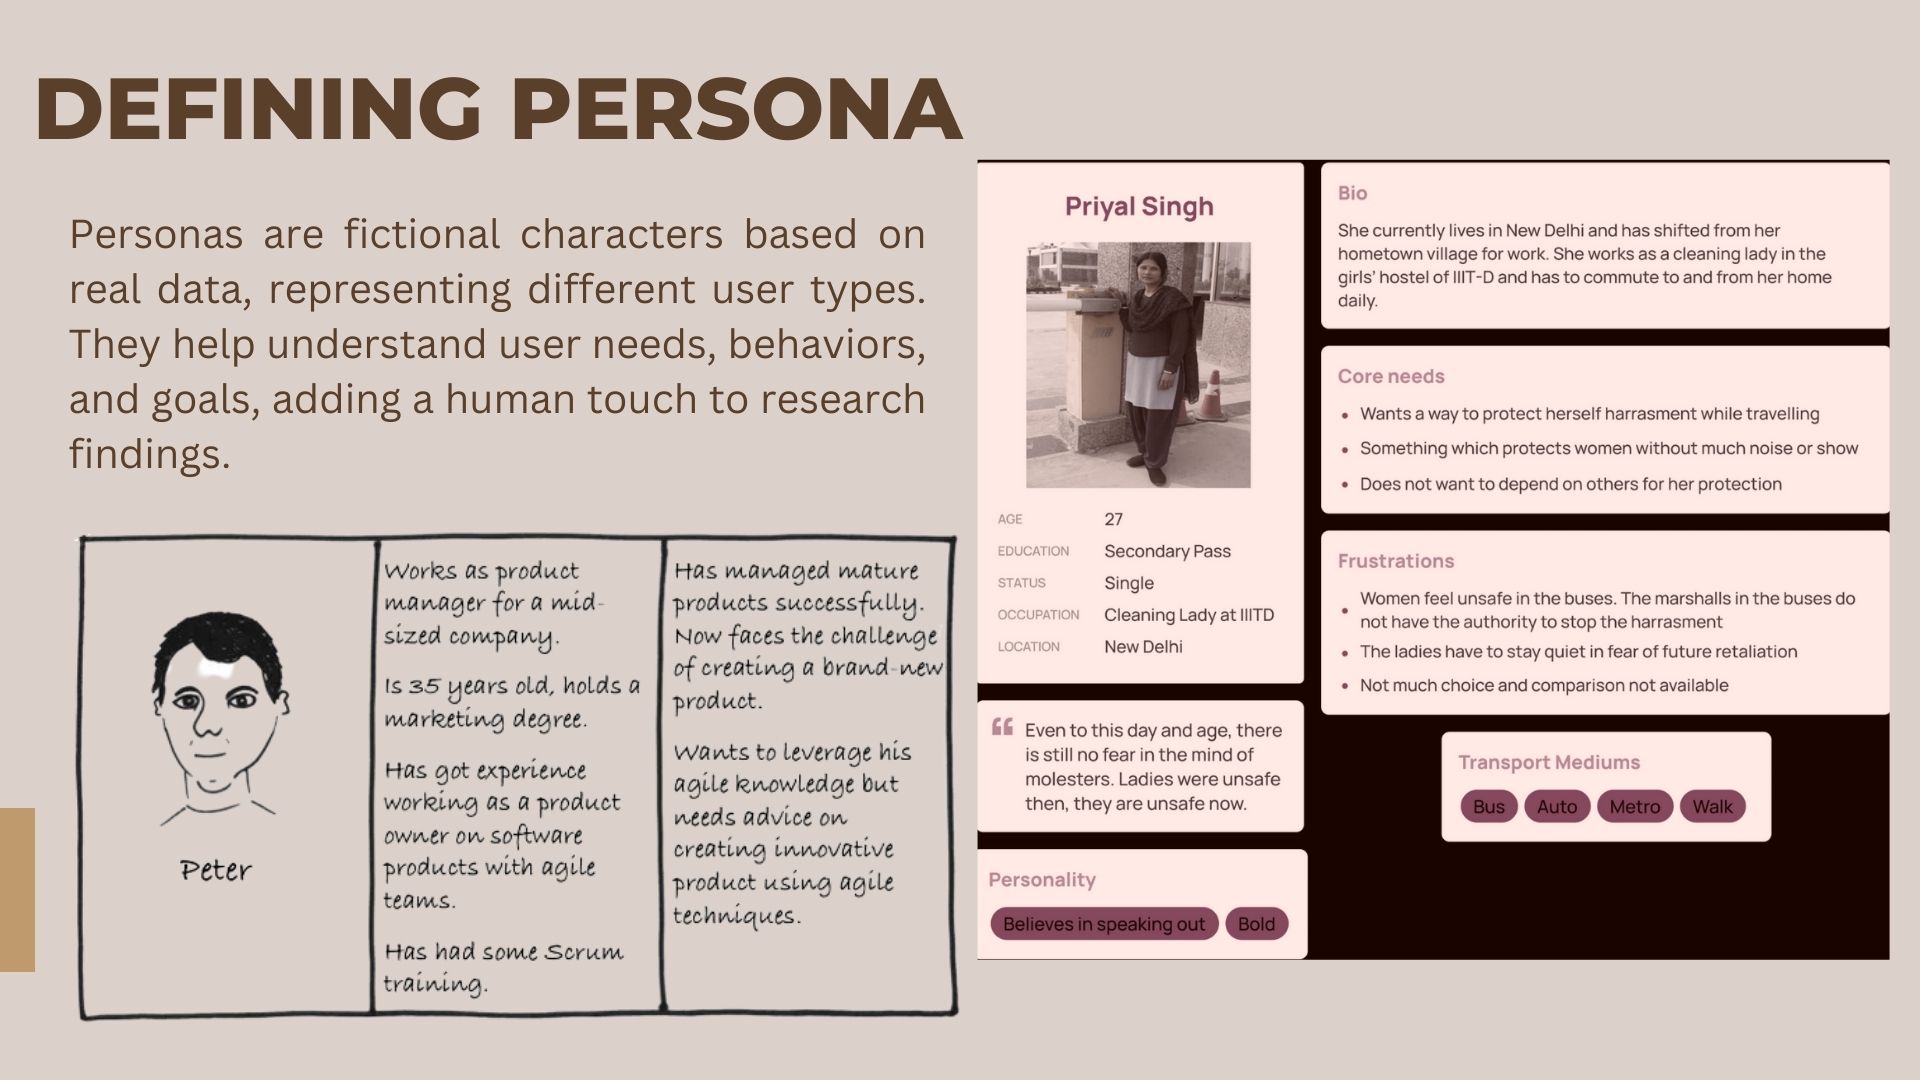 DEFINING PERSONA
Personas are fictional characters based on
real data, representing different user types.
They help understand user needs, behaviors,
and goals, adding a human touch to research
findings.
Peter
Works as product
manager for a mid-
sized company.
Is 35 years old, holds a
marketing degree.
Has got experience
working as a product
owner on software
products with agile
teams.
Has had some Scrum
training.
Has managed mature
products successfully.
Now faces the challenge
of creating a brand-new
product.
Wants to leverage his
agile knowledge but
needs advice on
creating innovative
product using agile
techniques.
Priyal Singh
AGE 27
EDUCATION Secondary Pass
STATUS Single
OCCUPATION Cleaning Lady at IIITD
LOCATION New Delhi
“ Even to this day and age, there
is still no fear in the mind of
molesters. Ladies were unsafe
then, they are unsafe now.
Personality
Believes in speaking out Bold
Bio
She currently lives in New Delhi and has shifted from her
hometown village for work. She works as a cleaning lady in the
girls' hostel of IIIT-D and has to commute to and from her home
daily.
Core needs
• Wants a way to protect herself harrasment while travelling
• Something which protects women without much noise or show
• Does not want to depend on others for her protection
Frustrations
• Women feel unsafe in the buses. The marshalls in the buses do
not have the authority to stop the harrasment
• The ladies have to stay quiet in fear of future retaliation
• Not much choice and comparison not available
Transport Mediums
Bus Auto Metro Walk